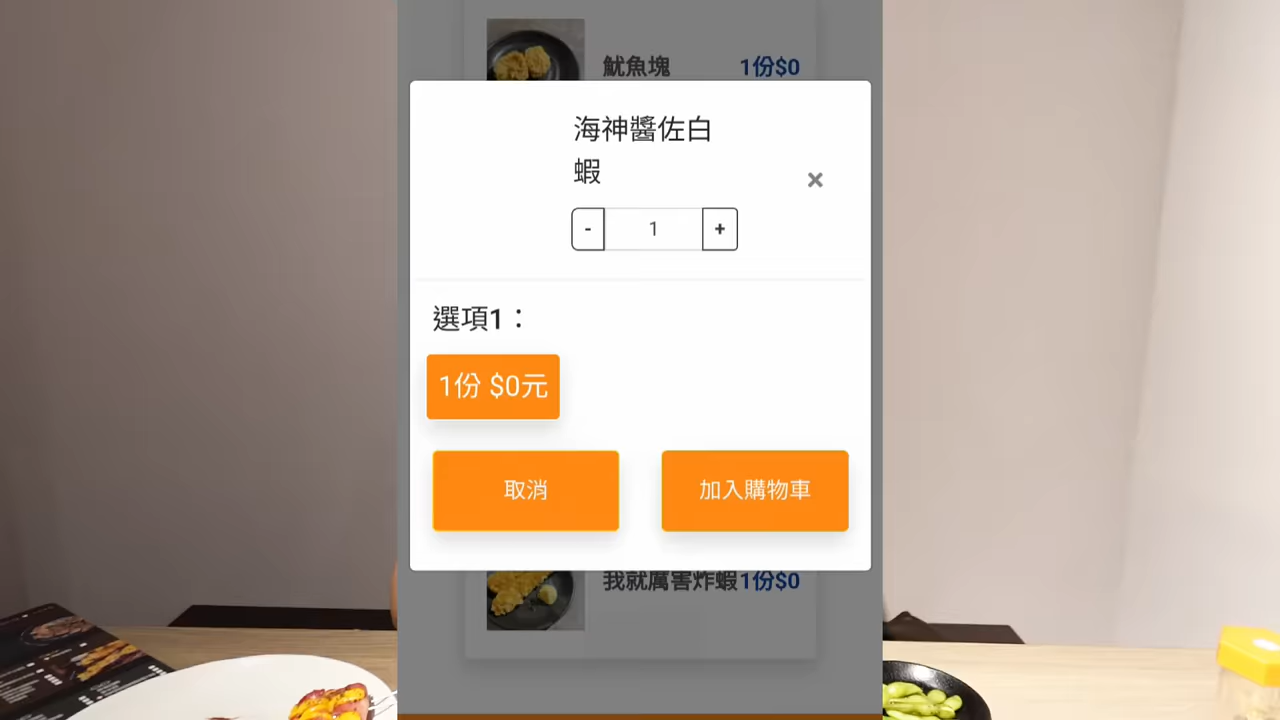 魷魚塊 1份$0
海神醬佐白
蝦
×
- 1 +
選項1：
1份 $0元
取消 加入購物車
我就厲害炸蝦 1份$0